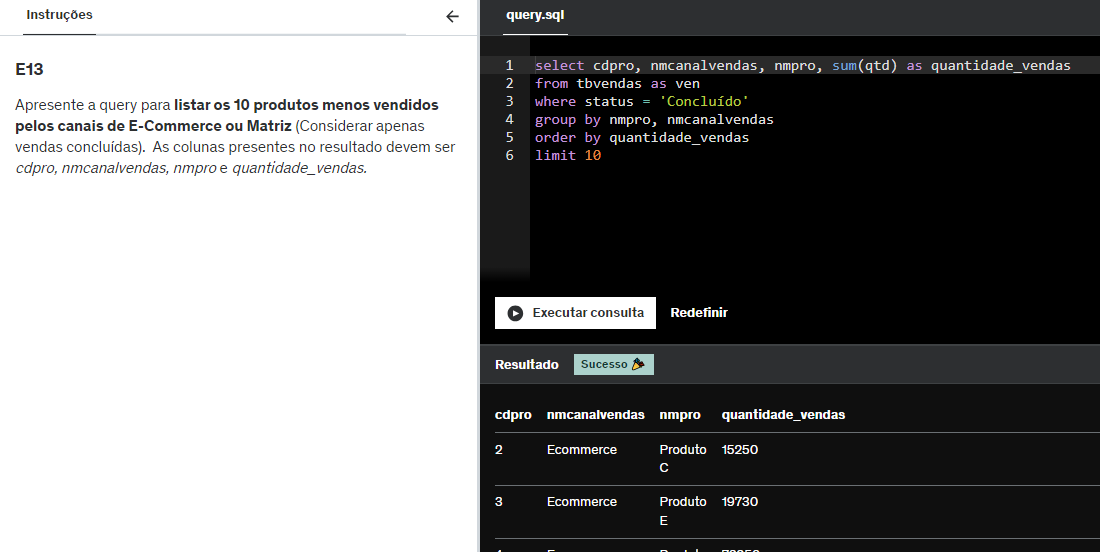 Instruções
E13
Apresente a query para listar os 10 produtos menos vendidos
pelos canais de E-Commerce ou Matriz (Considerar apenas
vendas concluídas).  As colunas presentes no resultado devem ser
cdpro, nmcanalvendas, nmpro e quantidade_vendas.
query.sql
1 select cdpro, nmcanalvendas, nmpro, sum(qtd) as quantidade_vendas
2 from tbvendas as ven
3 where status = 'Concluído'
4 group by nmpro, nmcanalvendas
5 order by quantidade_vendas
6 limit 10
Executar consulta Redefinir
Resultado Sucesso
cdpro nmcanalvendas nmpro quantidade_vendas
2 Ecommerce Produto 15250
C
3 Ecommerce Produto 19730
E